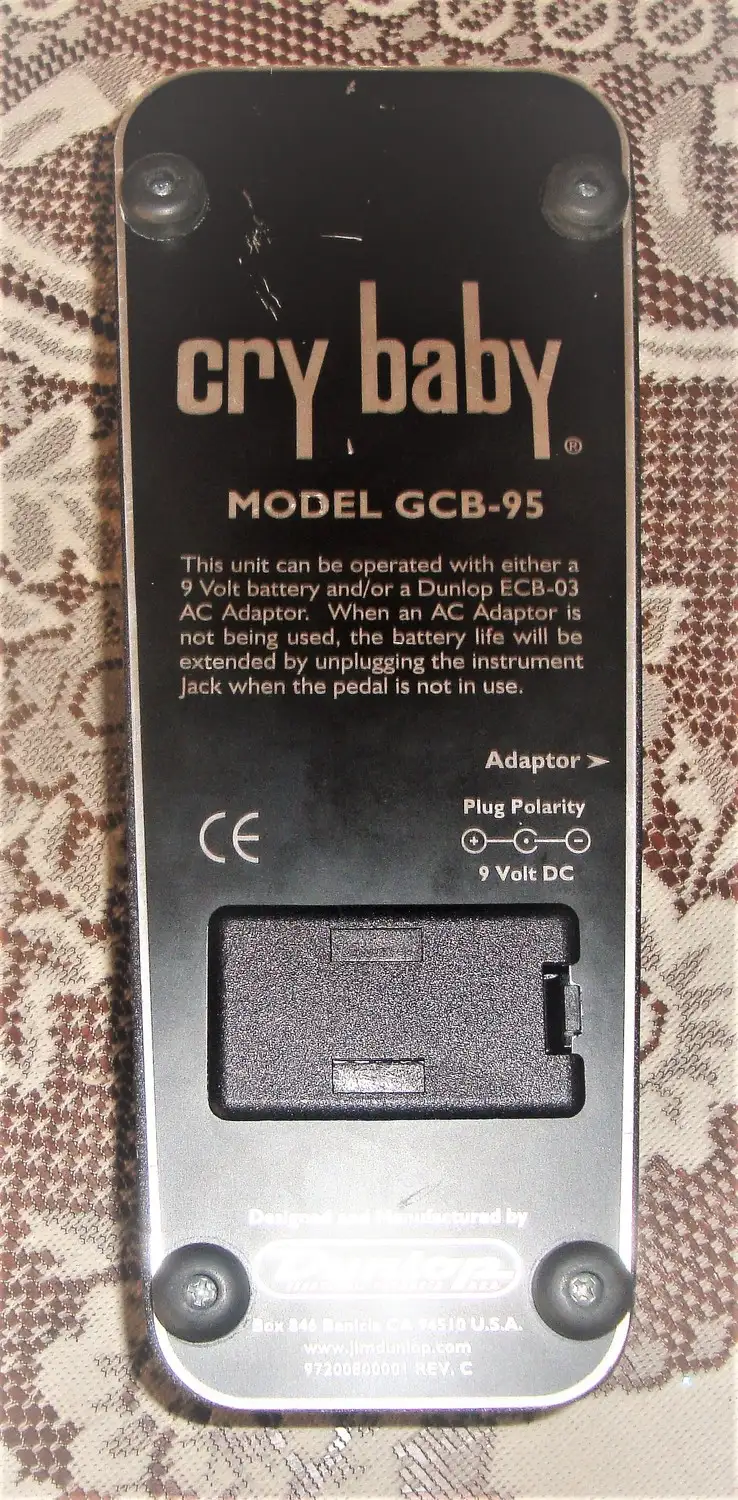 cry baby®
MODEL GCB-95
This unit can be operated with either a
9 Volt battery and/or a Dunlop ECB-03
AC Adaptor. When an AC Adaptor is
not being used, the battery life will be
extended by unplugging the instrument
Jack when the pedal is not in use.
Adaptor ➤
Plug Polarity
+ -
9 Volt DC
CE
Designed and Manufactured by
Dunlop
Box 846 Benicia CA 94510 U.S.A.
www.jimdunlop.com
97200800001 REV. C